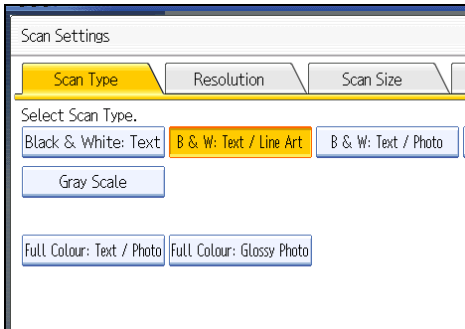 Scan Settings
Scan Type Resolution Scan Size
Select Scan Type.
Black & White: Text B & W: Text / Line Art B & W: Text / Photo
Gray Scale
Full Colour: Text / Photo Full Colour: Glossy Photo